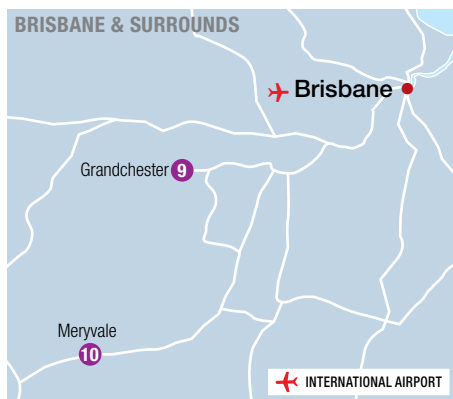 BRISBANE & SURROUNDS
Brisbane
Grandchester 9
Meryvale
10
INTERNATIONAL AIRPORT